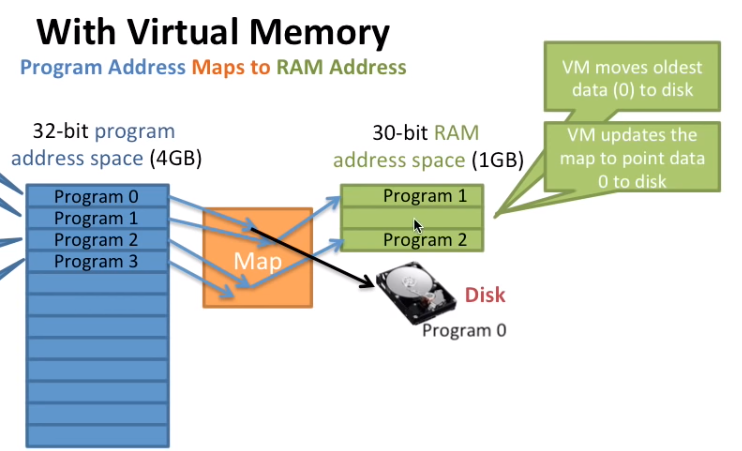 With Virtual Memory
Program Address Maps to RAM Address
32-bit program
address space (4GB)
Program 0
Program 1
Program 2
Program 3
Map
30-bit RAM
address space (1GB)
Program 1
Program 2
Disk
Program 0
VM moves oldest
data (0) to disk
VM updates the
map to point data
0 to disk